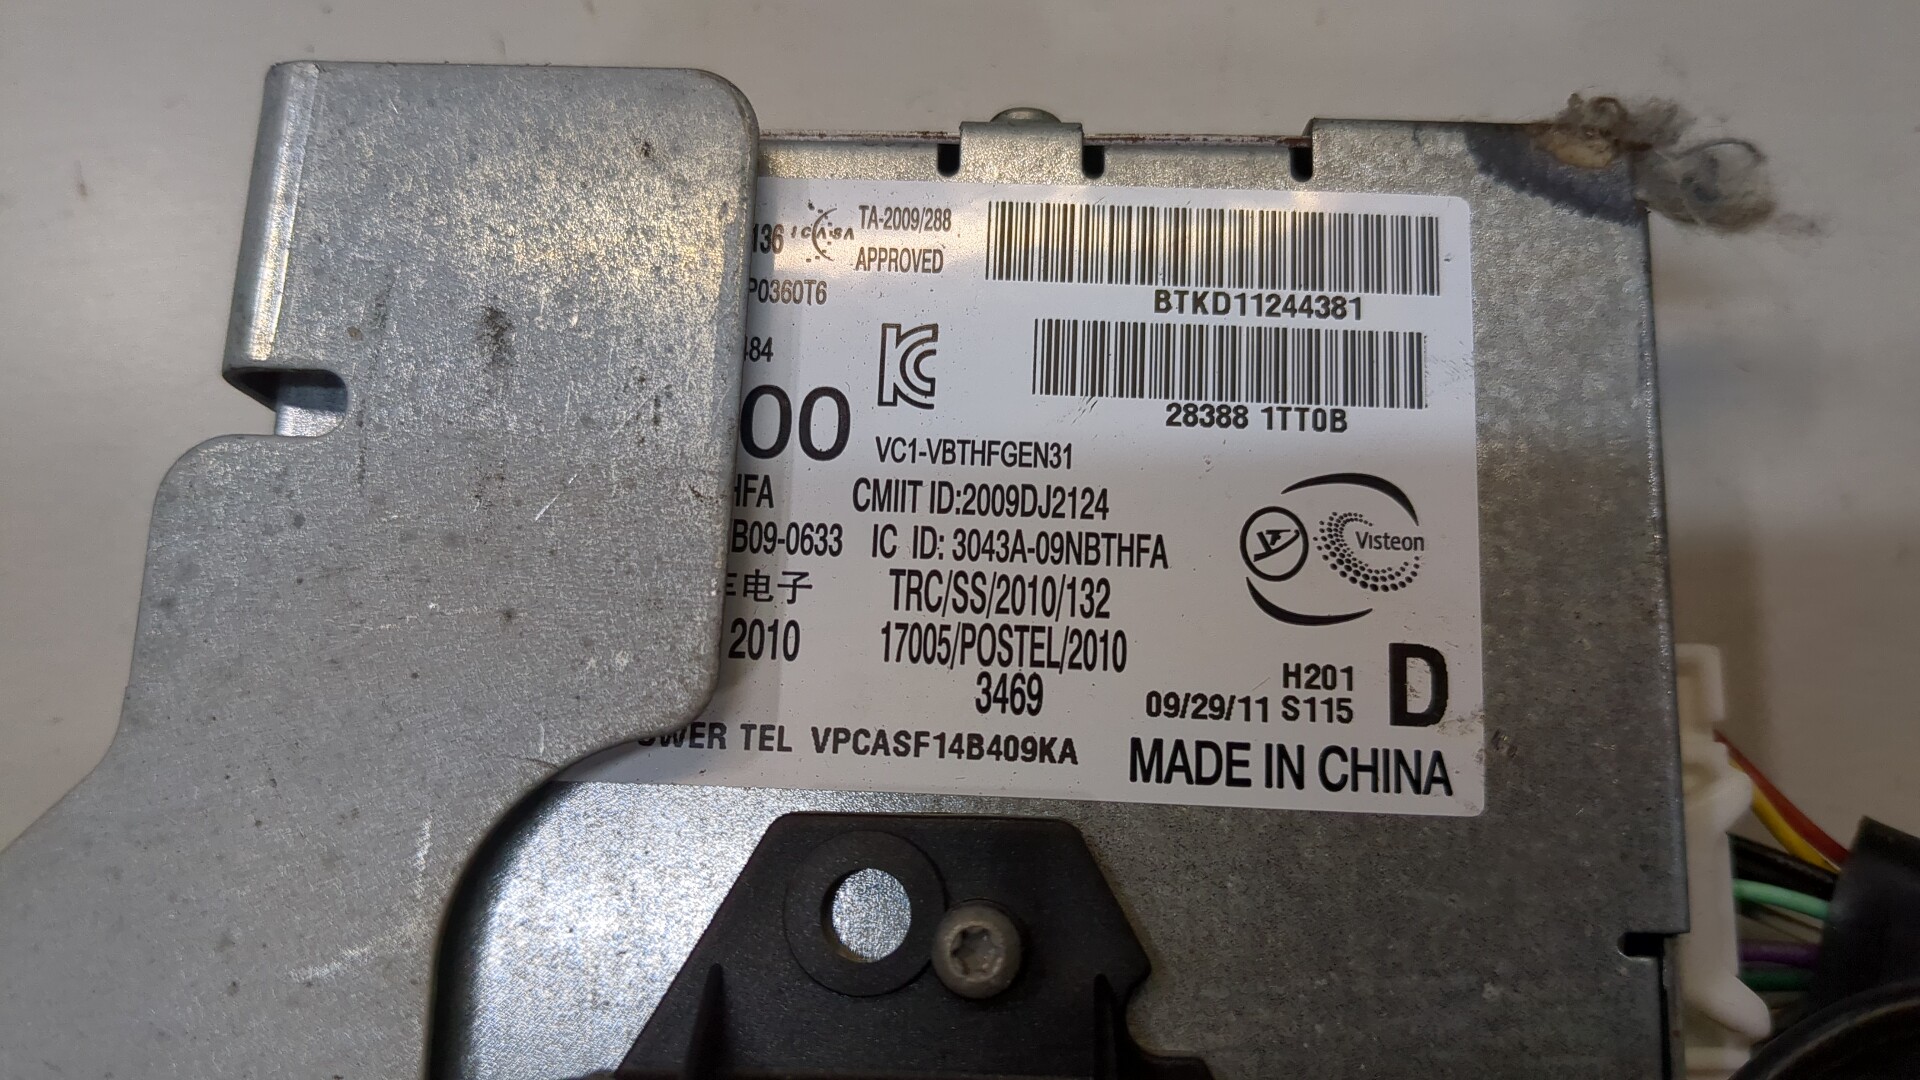 136 ICASA TA-2009/288
APPROVED
P0360T6
BTKD11244381
484
28388 1TT0B
00
VC1-VBTHFGEN31
HFA CMIIT ID:2009DJ2124
B09-0633 IC ID: 3043A-09NBTHFA
Visteon
电子 TRC/SS/2010/132
2010 17005/POSTEL/2010
3469
H201
09/29/11 S115
D
OWER TEL VPCASF14B409KA
MADE IN CHINA